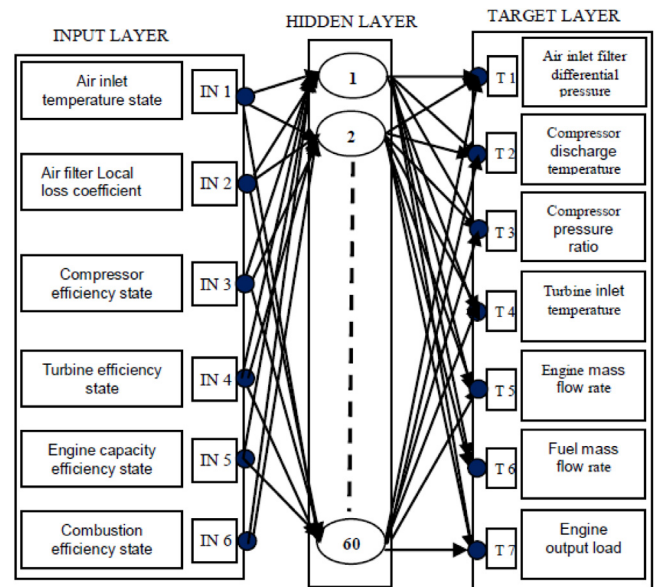 INPUT LAYER
Air inlet
temperature state
IN 1
Air filter Local
loss coefficient
IN 2
Compressor
efficiency state
IN 3
Turbine efficiency
state
IN 4
Engine capacity
efficiency state
IN 5
Combustion
efficiency state
IN 6
HIDDEN LAYER
1
2
60
TARGET LAYER
T 1
Air inlet filter
differential
pressure
T 2
Compressor
discharge
temperature
T 3
Compressor
pressure
ratio
T 4
Turbine inlet
temperature
T 5
Engine mass
flow rate
T 6
Fuel mass
flow rate
T 7
Engine
output load